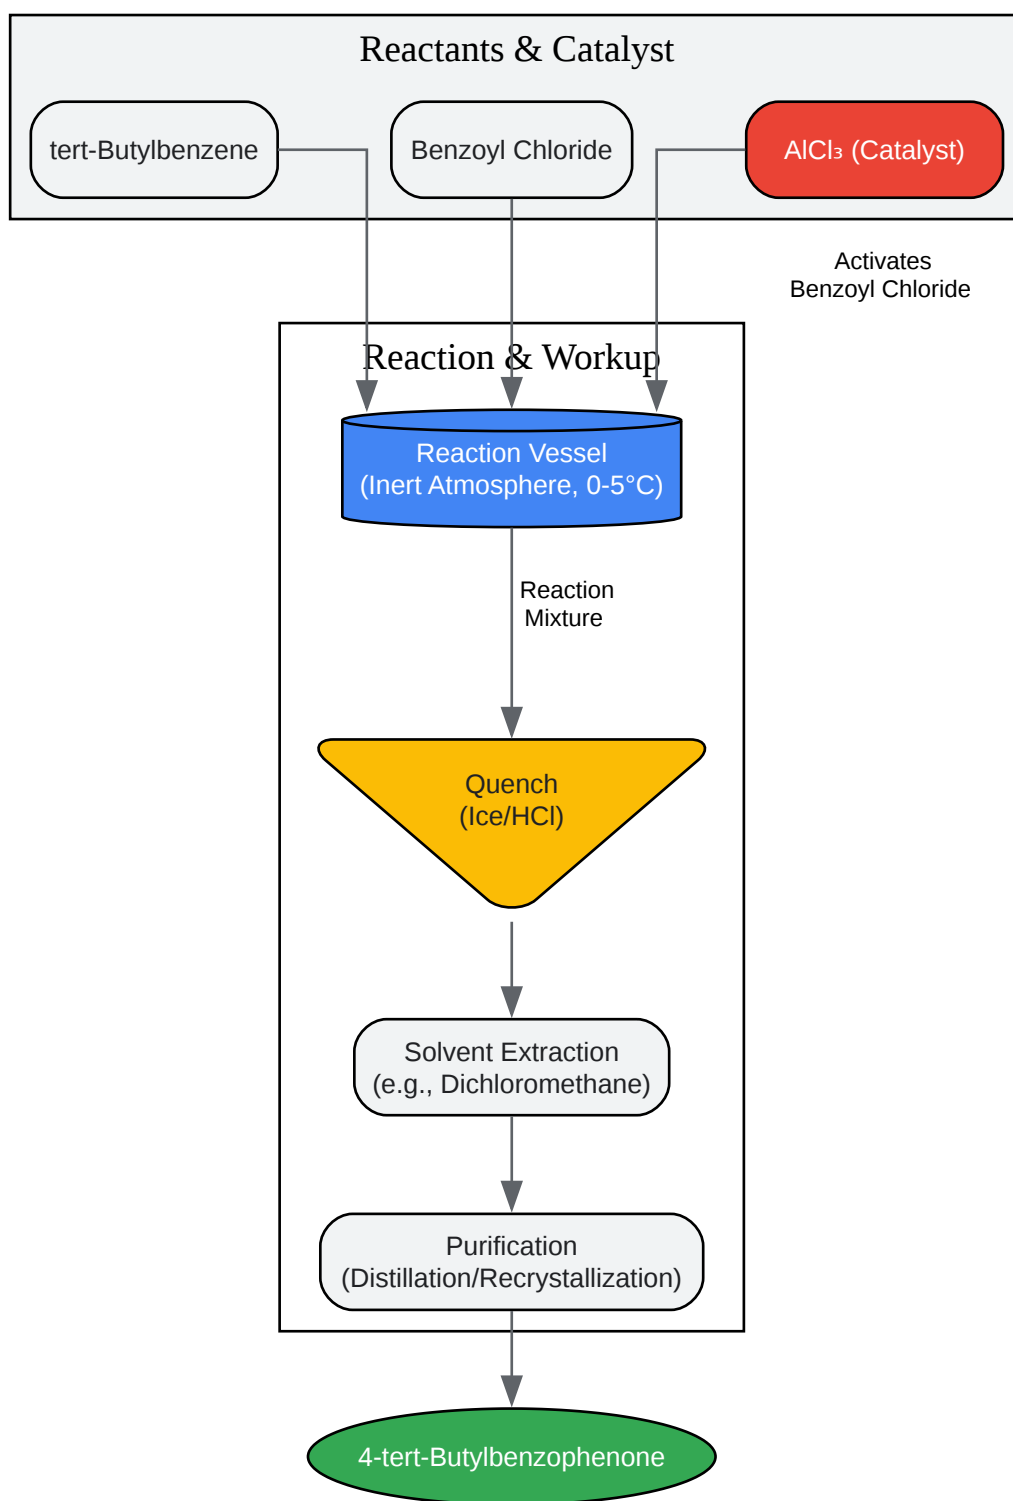 Reactants & Catalyst
tert-Butylbenzene
Benzoyl Chloride
AlCl₃ (Catalyst)
Activates
Benzoyl Chloride
Reaction & Workup
Reaction Vessel
(Inert Atmosphere, 0-5°C)
Reaction
Mixture
Quench
(Ice/HCl)
Solvent Extraction
(e.g., Dichloromethane)
Purification
(Distillation/Recrystallization)
4-tert-Butylbenzophenone